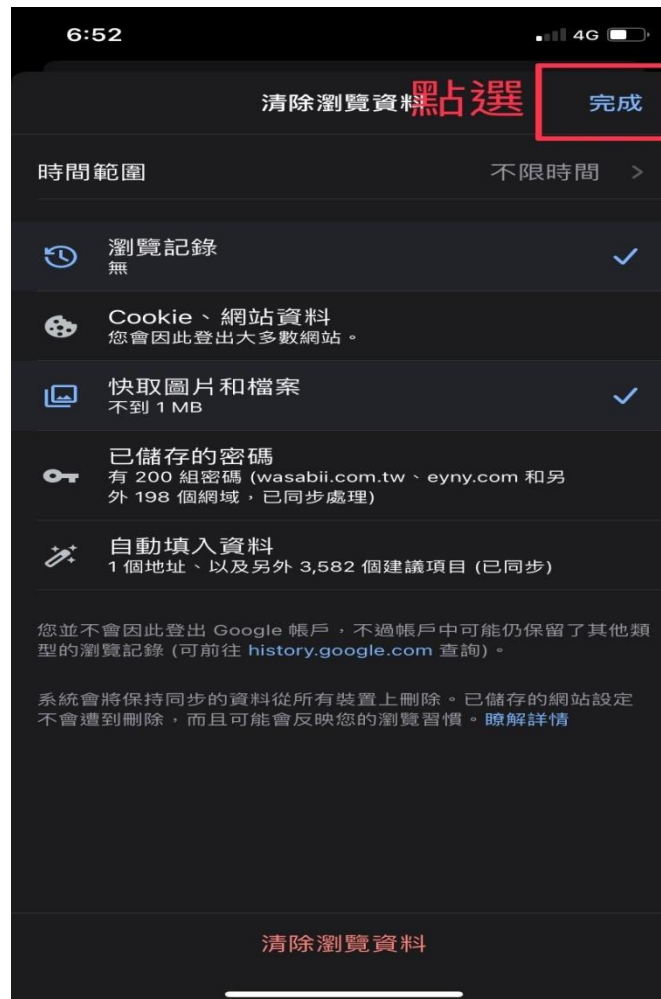 6:52 4G
清除瀏覽資料 點選 完成
時間範圍 不限時間 >
瀏覽記錄
無
Cookie、網站資料
您會因此登出大多數網站。
快取圖片和檔案
不到 1 MB
已儲存的密碼
有 200 組密碼 (wasabii.com.tw、eyny.com 和另
外 198 個網域，已同步處理)
自動填入資料
1 個地址、以及另外 3,582 個建議項目 (已同步)
您並不會因此登出 Google 帳戶，不過帳戶中可能仍保留了其他類
型的瀏覽記錄 (可前往 history.google.com 查詢)。
系統會將保持同步的資料從所有裝置上刪除。已儲存的網站設定
不會遭到刪除，而且可能會反映您的瀏覽習慣。瞭解詳情
清除瀏覽資料